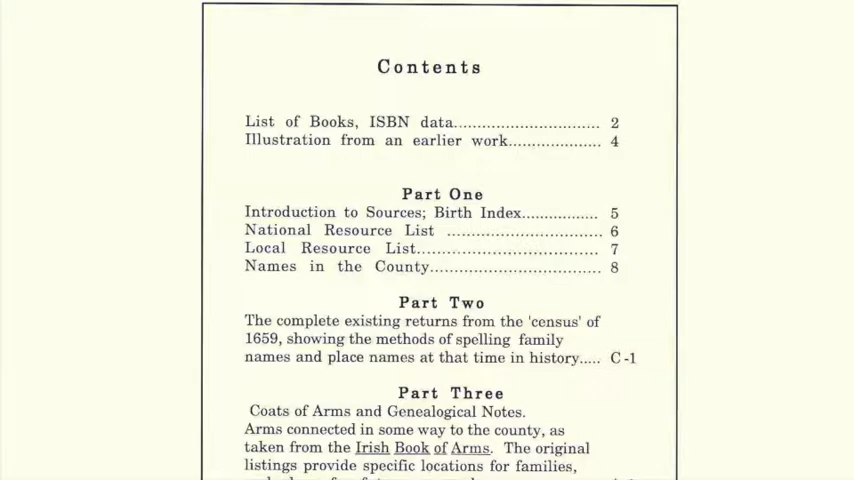 Contents
List of Books, ISBN data............................... 2
Illustration from an earlier work.................... 4
Part One
Introduction to Sources; Birth Index................ 5
National Resource List ................................. 6
Local Resource List...................................... 7
Names in the County.................................... 8
Part Two
The complete existing returns from the 'census' of
1659, showing the methods of spelling family
names and place names at that time in history..... C-1
Part Three
Coats of Arms and Genealogical Notes.
Arms connected in some way to the county, as
taken from the Irish Book of Arms. The original
listings provide specific locations for families,